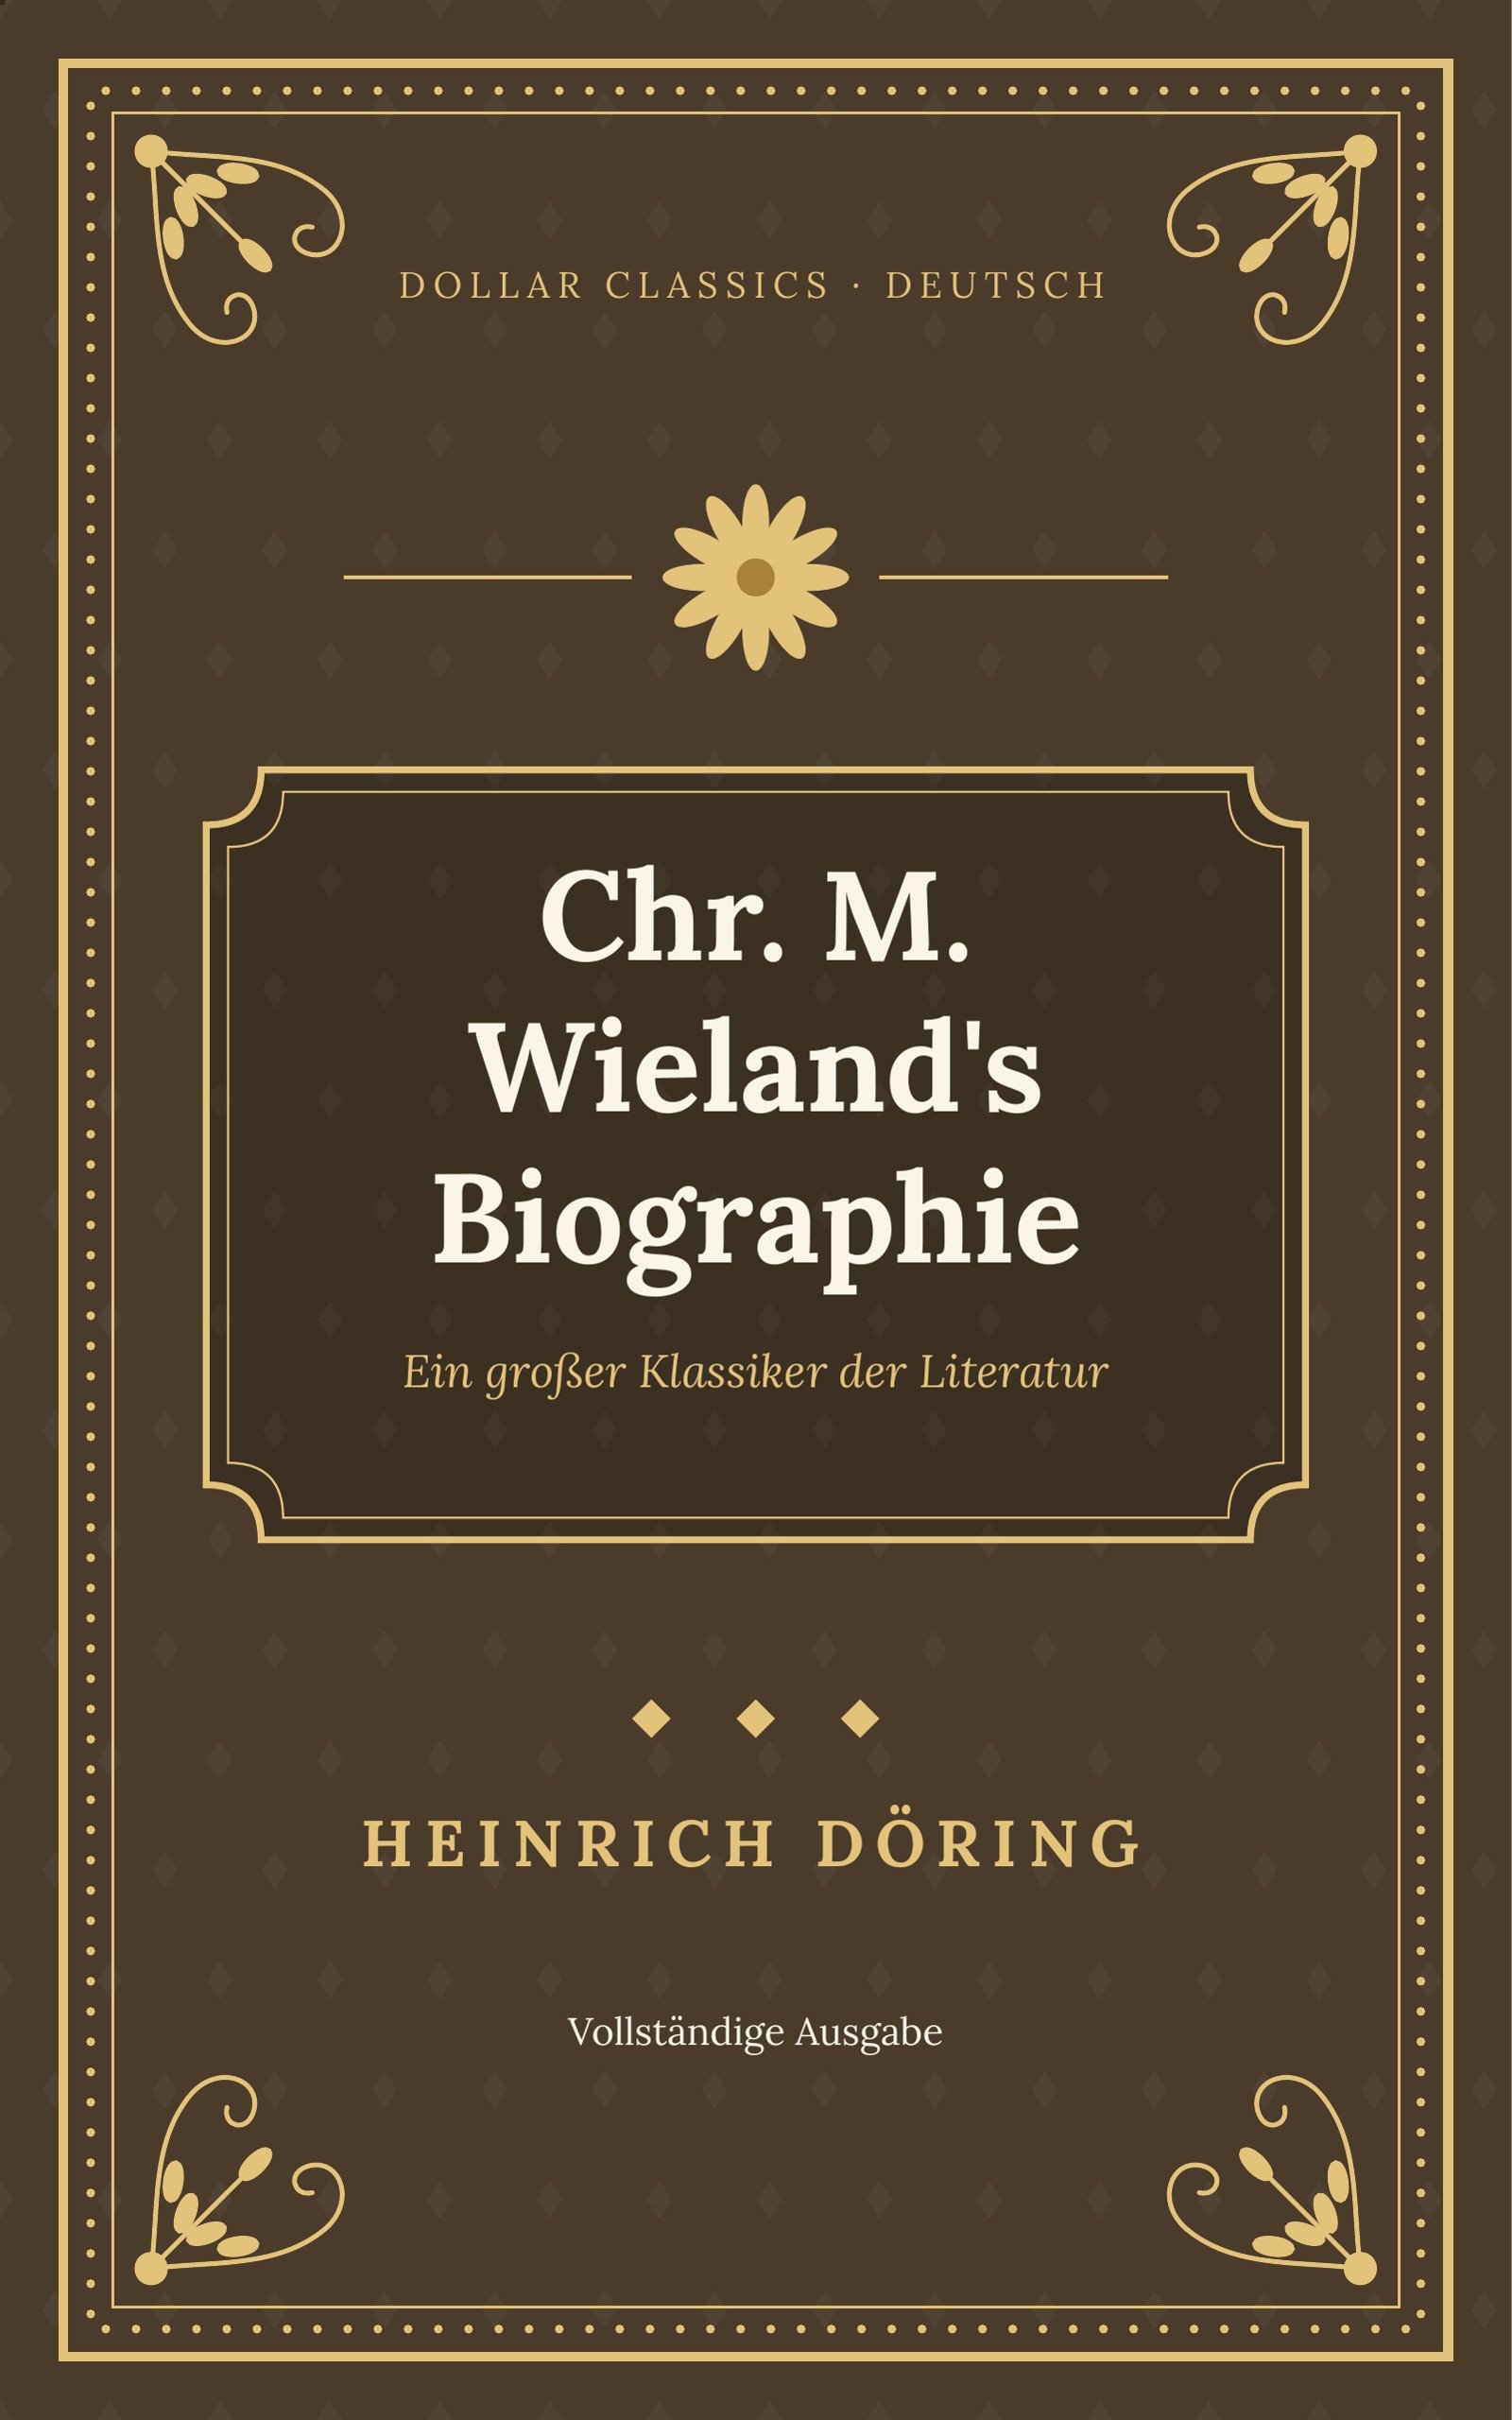 DOLLAR CLASSICS · DEUTSCH
Chr. M.
Wieland's
Biographie
Ein großer Klassiker der Literatur
HEINRICH DÖRING
Vollständige Ausgabe